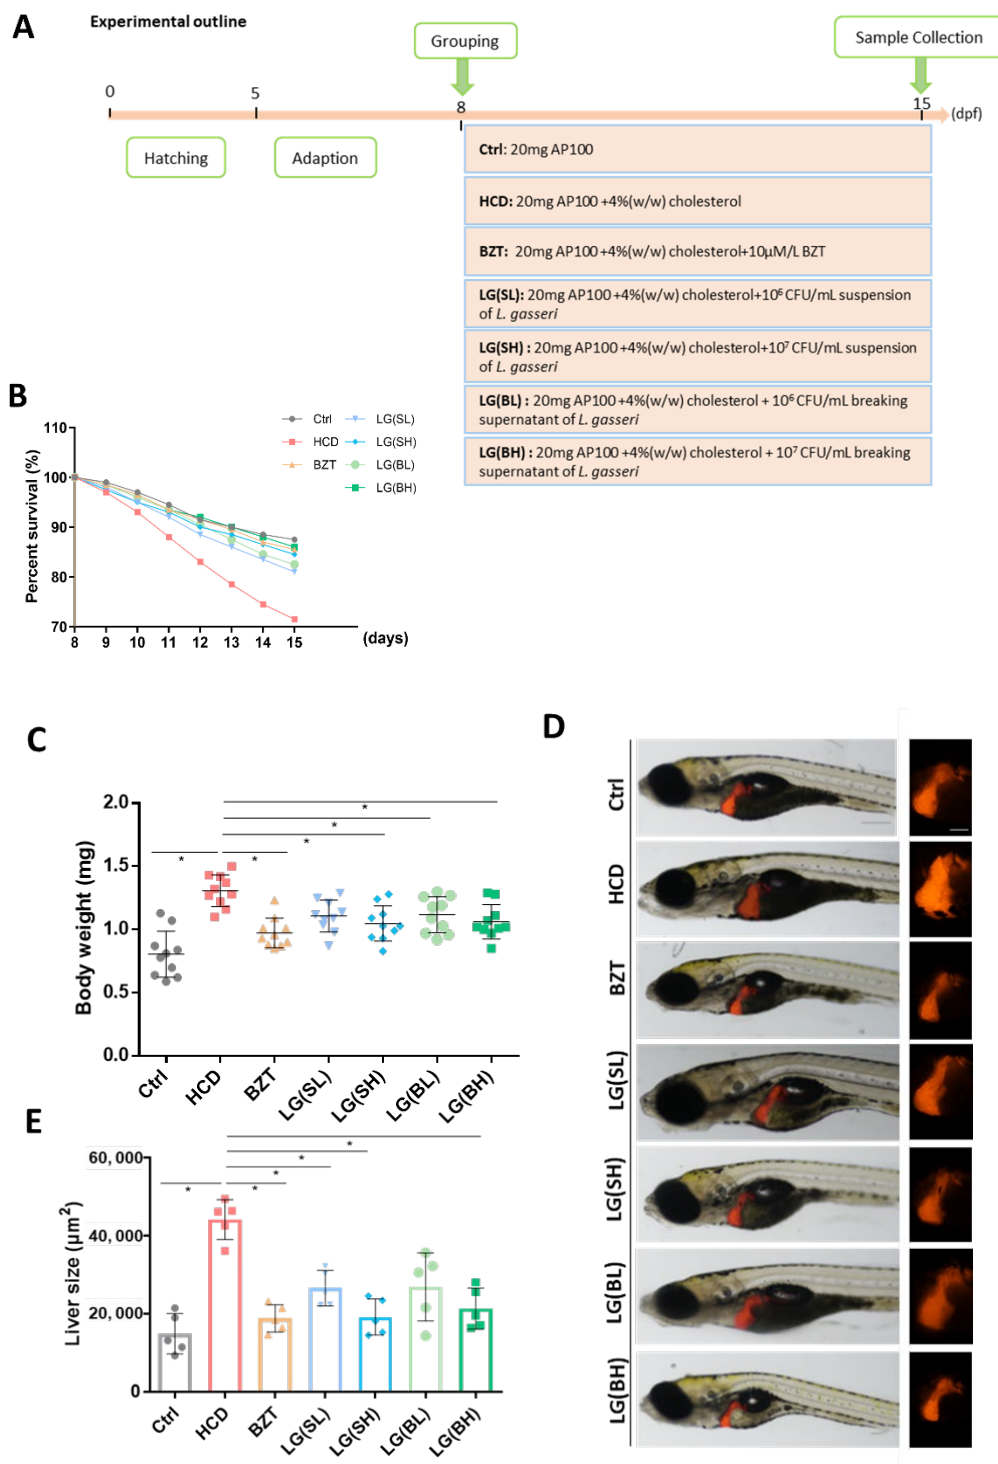 A
Experimental outline
Grouping
Sample Collection
0
5
8
15
(dpf)
Hatching
Adaption
Ctrl: 20mg AP100
HCD: 20mg AP100 +4%(w/w) cholesterol
BZT: 20mg AP100 +4%(w/w) cholesterol+10μM/L BZT
LG(SL): 20mg AP100 +4%(w/w) cholesterol+10⁶ CFU/mL suspension
of L. gasseri
LG(SH) : 20mg AP100 +4%(w/w) cholesterol+10⁷ CFU/mL suspension
of L. gasseri
LG(BL) : 20mg AP100 +4%(w/w) cholesterol + 10⁶ CFU/mL breaking
supernatant of L. gasseri
LG(BH) : 20mg AP100 +4%(w/w) cholesterol + 10⁷ CFU/mL breaking
supernatant of L. gasseri
B
Ctrl
HCD
BZT
LG(SL)
LG(SH)
LG(BL)
LG(BH)
Percent survival (%)
110
100
90
80
70
8 9 10 11 12 13 14 15 (days)
C
Body weight (mg)
2.0
1.5
1.0
0.5
0.0
*
*
*
*
*
*
Ctrl HCD BZT LG(SL) LG(SH) LG(BL) LG(BH)
D
Ctrl
HCD
BZT
LG(SL)
LG(SH)
LG(BL)
LG(BH)
E
Liver size (μm²)
60,000
40,000
20,000
0
*
*
*
*
*
Ctrl HCD BZT LG(SL) LG(SH) LG(BL) LG(BH)